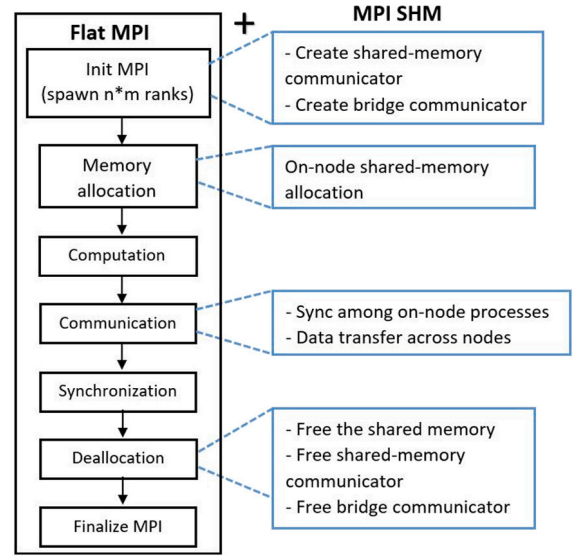 Flat MPI
+
MPI SHM
Init MPI
(spawn n*m ranks)
- Create shared-memory
communicator
- Create bridge communicator
Memory
allocation
On-node shared-memory
allocation
Computation
Communication
- Sync among on-node processes
- Data transfer across nodes
Synchronization
Deallocation
- Free the shared memory
- Free shared-memory
communicator
- Free bridge communicator
Finalize MPI